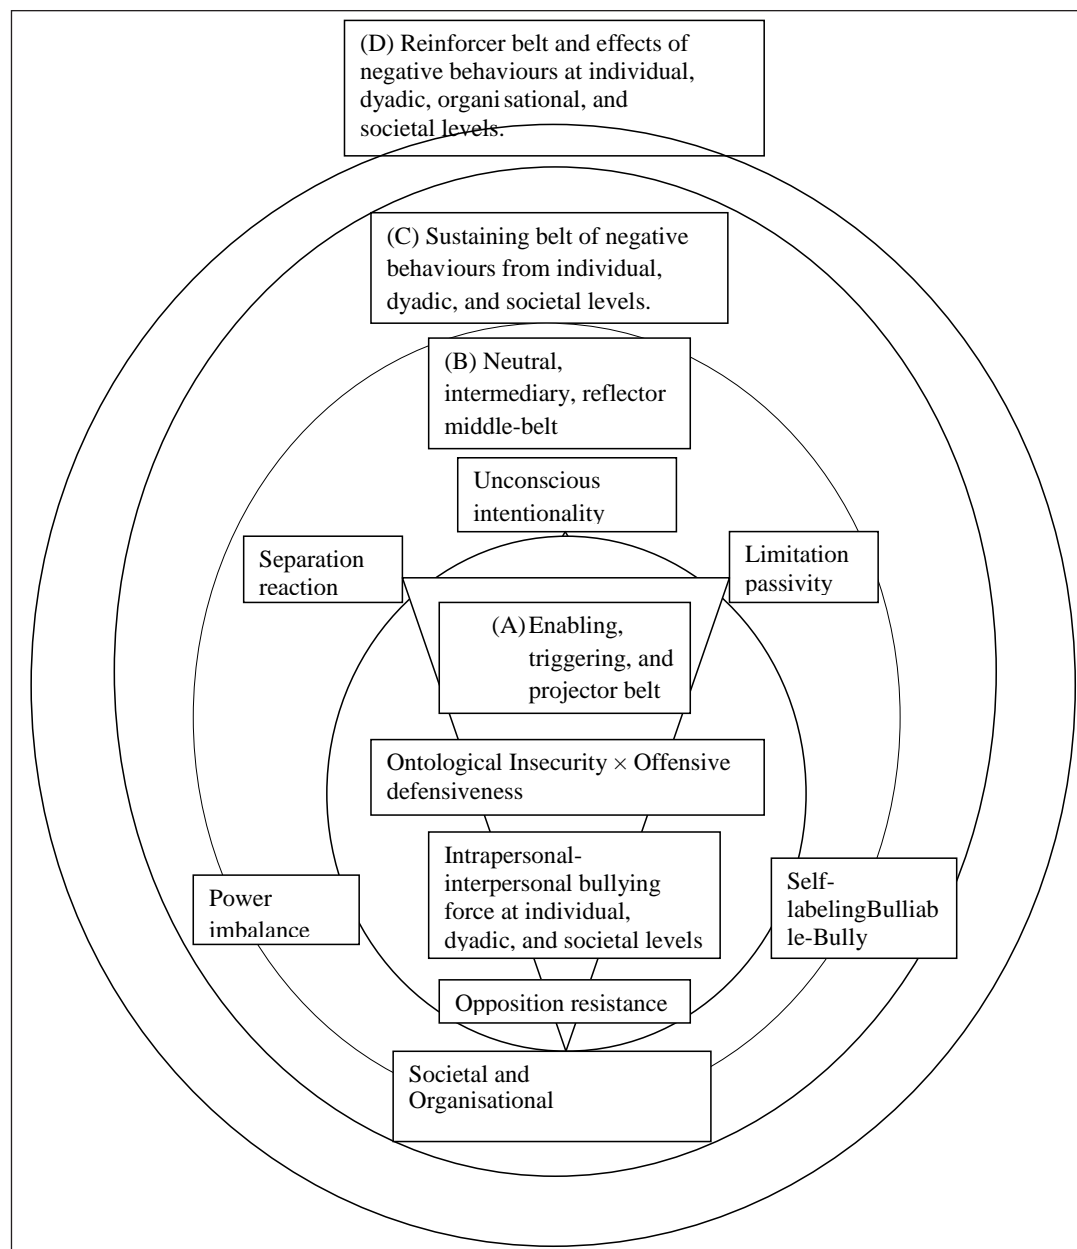 (D) Reinforcer belt and effects of
negative behaviours at individual,
dyadic, organisational, and
societal levels.
(C) Sustaining belt of negative
behaviours from individual,
dyadic, and societal levels.
(B) Neutral,
intermediary, reflector
middle-belt
Unconscious
intentionality
Separation
reaction
Limitation
passivity
(A) Enabling,
triggering, and
projector belt
Ontological Insecurity × Offensive
defensiveness
Intrapersonal-
interpersonal bullying
force at individual,
dyadic, and societal levels
Power
imbalance
Self-
labelingBulliab
le-Bully
Opposition resistance
Societal and
Organisational